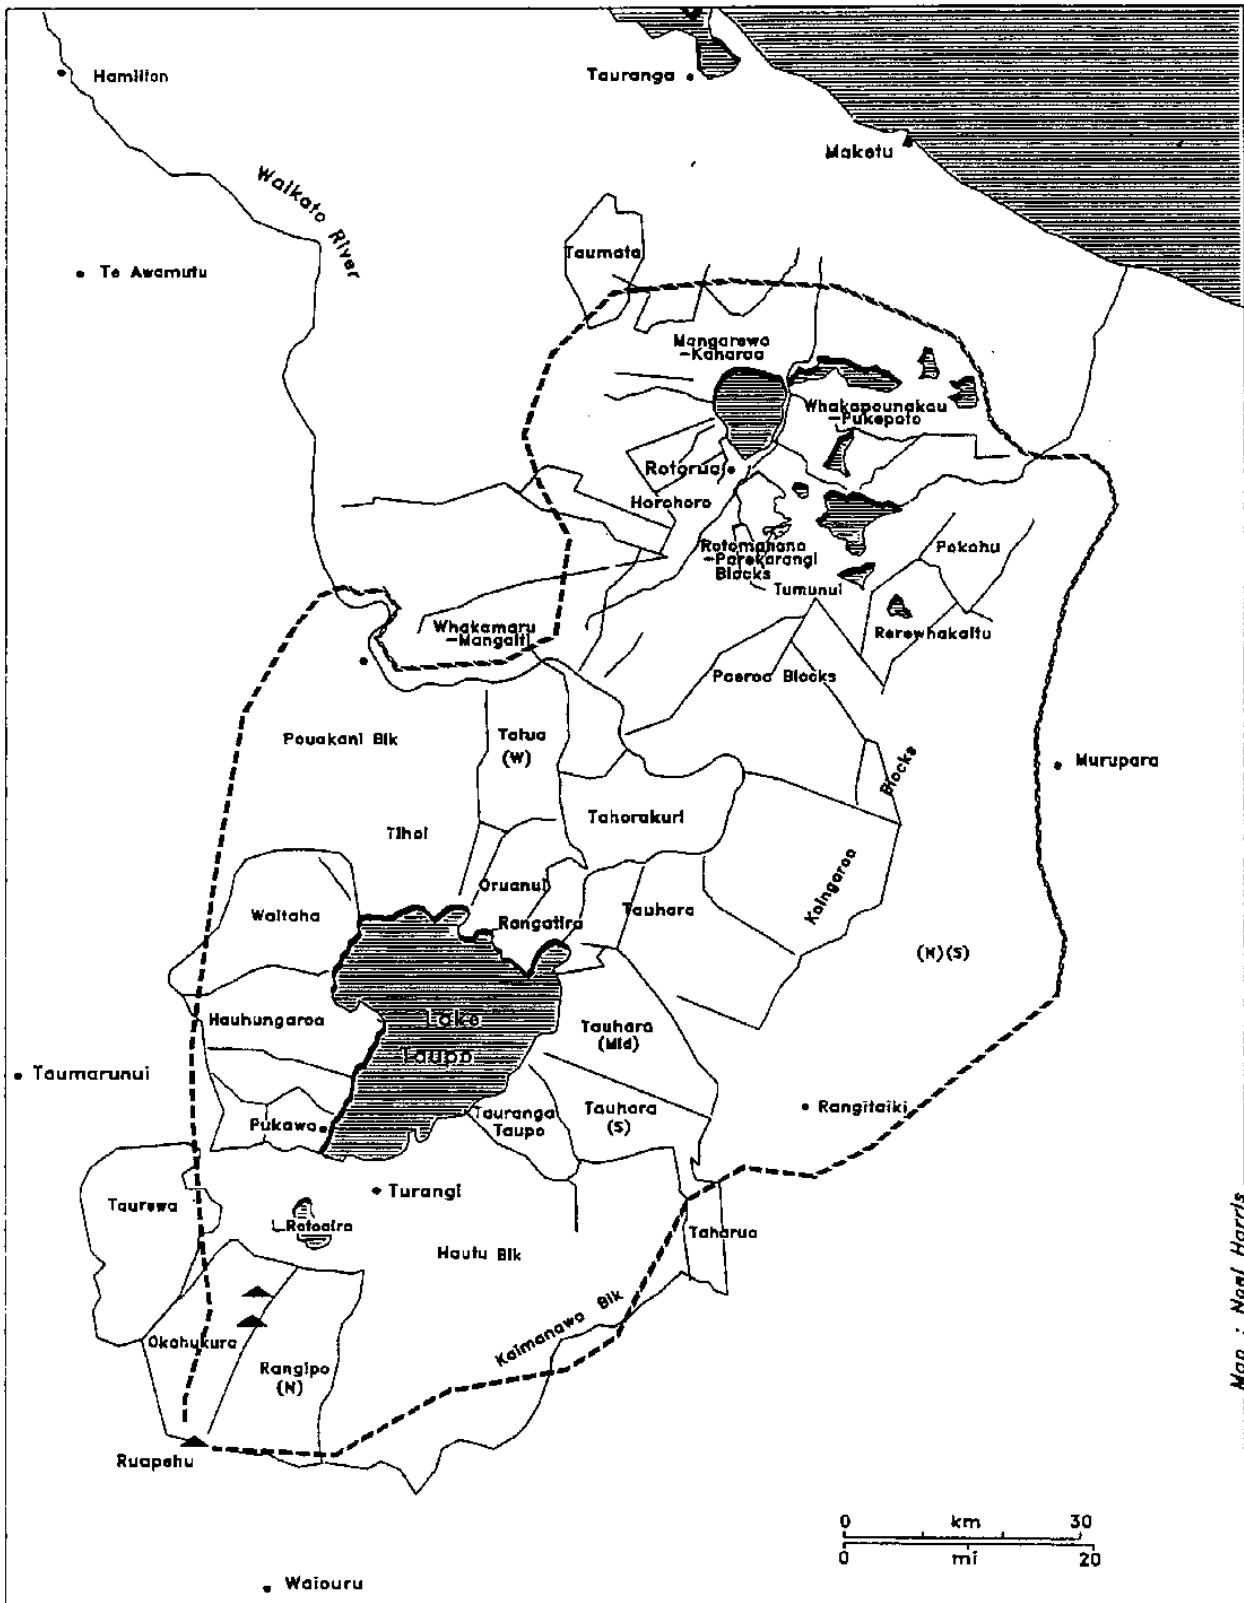 Hamilton
Tauranga
Maketu
Waikato River
Te Awamutu
Taumata
Mangarewa
-Kaharoa
Whakapounakau
-Pukepoto
Rotorua
Horohoro
Rotomahana
-Parekarangi
Blocks
Pokohu
Tumunui
Rerewhakaitu
Whakamaru
-Mangaiti
Paeroa Blocks
Pouakani Blk
Tatua
(W)
Blocks
Murupara
Tihoi
Tahorakuri
Oruanui
Kaingaroa
Waitaha
Rangatira
Tauhara
(N)(S)
Hauhungaroa
Lake
Taupo
Tauhara
(Mid)
Taumarunui
Pukawa
Tauranga
Taupo
Tauhara
(S)
Rangitaiki
Taurewa
Turangi
L Rotoaira
Hautu Blk
Taharua
Okahukura
Rangipo
(N)
Kaimanawa Blk
Map : Noel Harris
Ruapehu
0 km 30
0 mi 20
Waiouru